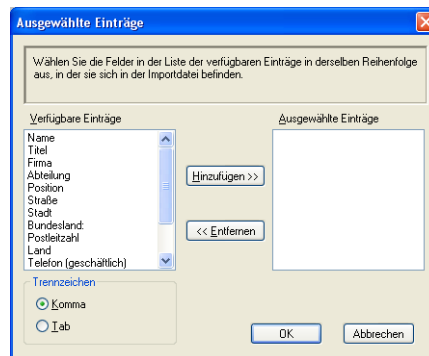 Ausgewählte Einträge
Wählen Sie die Felder in der Liste der verfügbaren Einträge in derselben Reihenfolge
aus, in der sie sich in der Importdatei befinden.
Verfügbare Einträge
Ausgewählte Einträge
Name
Titel
Firma
Abteilung
Position
Straße
Stadt
Bundesland:
Postleitzahl
Land
Telefon (geschäftlich)
Hinzufügen >>
<< Entfernen
Trennzeichen
Komma
Tab
OK
Abbrechen